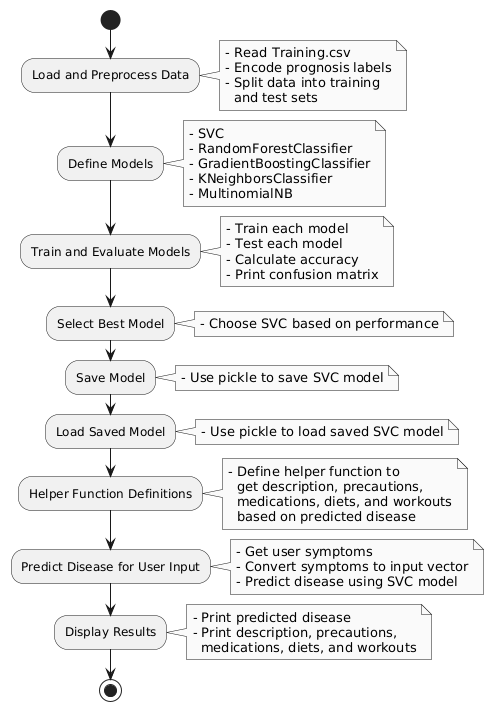 Load and Preprocess Data
- Read Training.csv
- Encode prognosis labels
- Split data into training
and test sets
Define Models
- SVC
- RandomForestClassifier
- GradientBoostingClassifier
- KNeighborsClassifier
- MultinomialNB
Train and Evaluate Models
- Train each model
- Test each model
- Calculate accuracy
- Print confusion matrix
Select Best Model
- Choose SVC based on performance
Save Model
- Use pickle to save SVC model
Load Saved Model
- Use pickle to load saved SVC model
Helper Function Definitions
- Define helper function to
get description, precautions,
medications, diets, and workouts
based on predicted disease
Predict Disease for User Input
- Get user symptoms
- Convert symptoms to input vector
- Predict disease using SVC model
Display Results
- Print predicted disease
- Print description, precautions,
medications, diets, and workouts